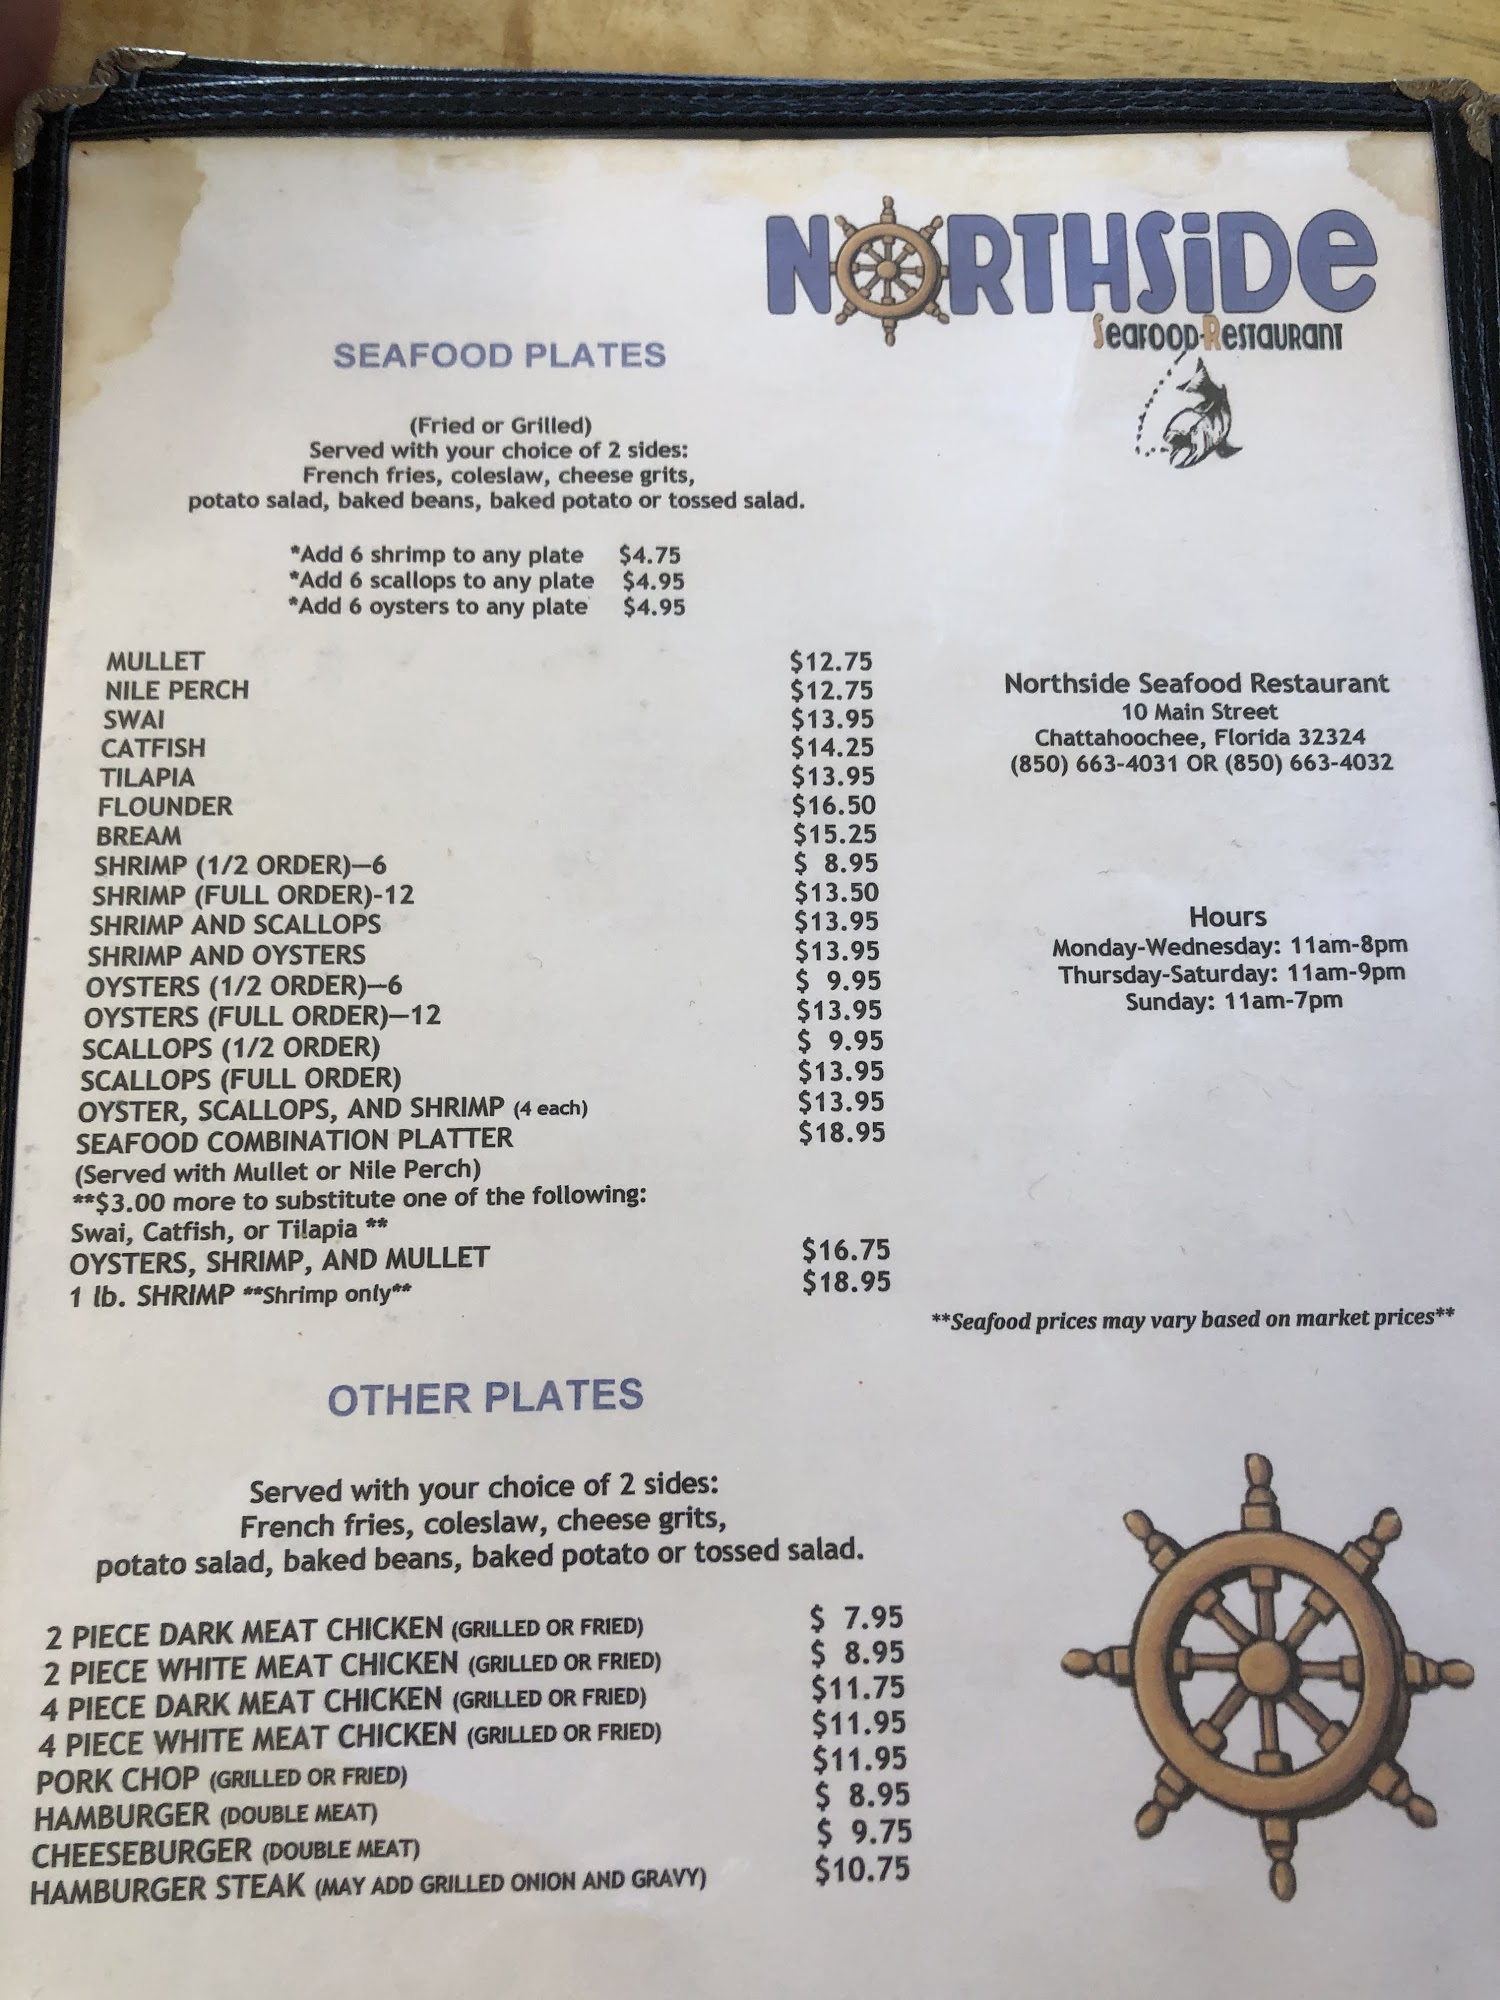 NORTHSiDe
Seafood Restaurant
SEAFOOD PLATES
(Fried or Grilled)
Served with your choice of 2 sides:
French fries, coleslaw, cheese grits,
potato salad, baked beans, baked potato or tossed salad.
*Add 6 shrimp to any plate $4.75
*Add 6 scallops to any plate $4.95
*Add 6 oysters to any plate $4.95
MULLET $12.75
NILE PERCH $12.75
SWAI $13.95
CATFISH $14.25
TILAPIA $13.95
FLOUNDER $16.50
BREAM $15.25
SHRIMP (1/2 ORDER)—6 $ 8.95
SHRIMP (FULL ORDER)-12 $13.50
SHRIMP AND SCALLOPS $13.95
SHRIMP AND OYSTERS $13.95
OYSTERS (1/2 ORDER)—6 $ 9.95
OYSTERS (FULL ORDER)—12 $13.95
SCALLOPS (1/2 ORDER) $ 9.95
SCALLOPS (FULL ORDER) $13.95
OYSTER, SCALLOPS, AND SHRIMP (4 each) $13.95
SEAFOOD COMBINATION PLATTER $18.95
(Served with Mullet or Nile Perch)
**$3.00 more to substitute one of the following:
Swai, Catfish, or Tilapia **
OYSTERS, SHRIMP, AND MULLET $16.75
1 lb. SHRIMP **Shrimp only** $18.95
Northside Seafood Restaurant
10 Main Street
Chattahoochee, Florida 32324
(850) 663-4031 OR (850) 663-4032
Hours
Monday-Wednesday: 11am-8pm
Thursday-Saturday: 11am-9pm
Sunday: 11am-7pm
**Seafood prices may vary based on market prices**
OTHER PLATES
Served with your choice of 2 sides:
French fries, coleslaw, cheese grits,
potato salad, baked beans, baked potato or tossed salad.
2 PIECE DARK MEAT CHICKEN (GRILLED OR FRIED) $ 7.95
2 PIECE WHITE MEAT CHICKEN (GRILLED OR FRIED) $ 8.95
4 PIECE DARK MEAT CHICKEN (GRILLED OR FRIED) $11.75
4 PIECE WHITE MEAT CHICKEN (GRILLED OR FRIED) $11.95
PORK CHOP (GRILLED OR FRIED) $11.95
HAMBURGER (DOUBLE MEAT) $ 8.95
CHEESEBURGER (DOUBLE MEAT) $ 9.75
HAMBURGER STEAK (MAY ADD GRILLED ONION AND GRAVY) $10.75